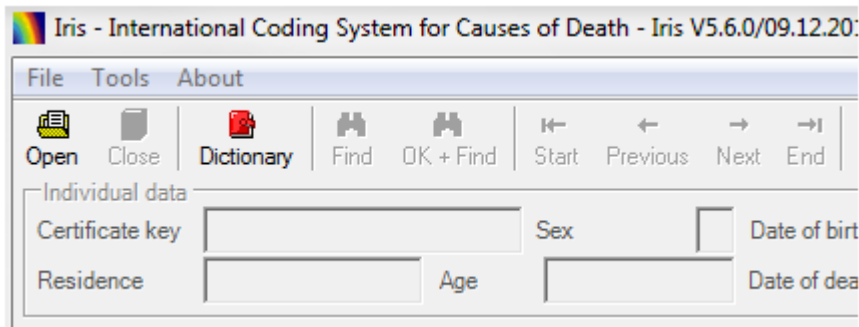 Iris - International Coding System for Causes of Death - Iris V5.6.0/09.12.20
File Tools About
Open Close Dictionary Find OK + Find Start Previous Next End
Individual data
Certificate key Sex Date of birt
Residence Age Date of dea